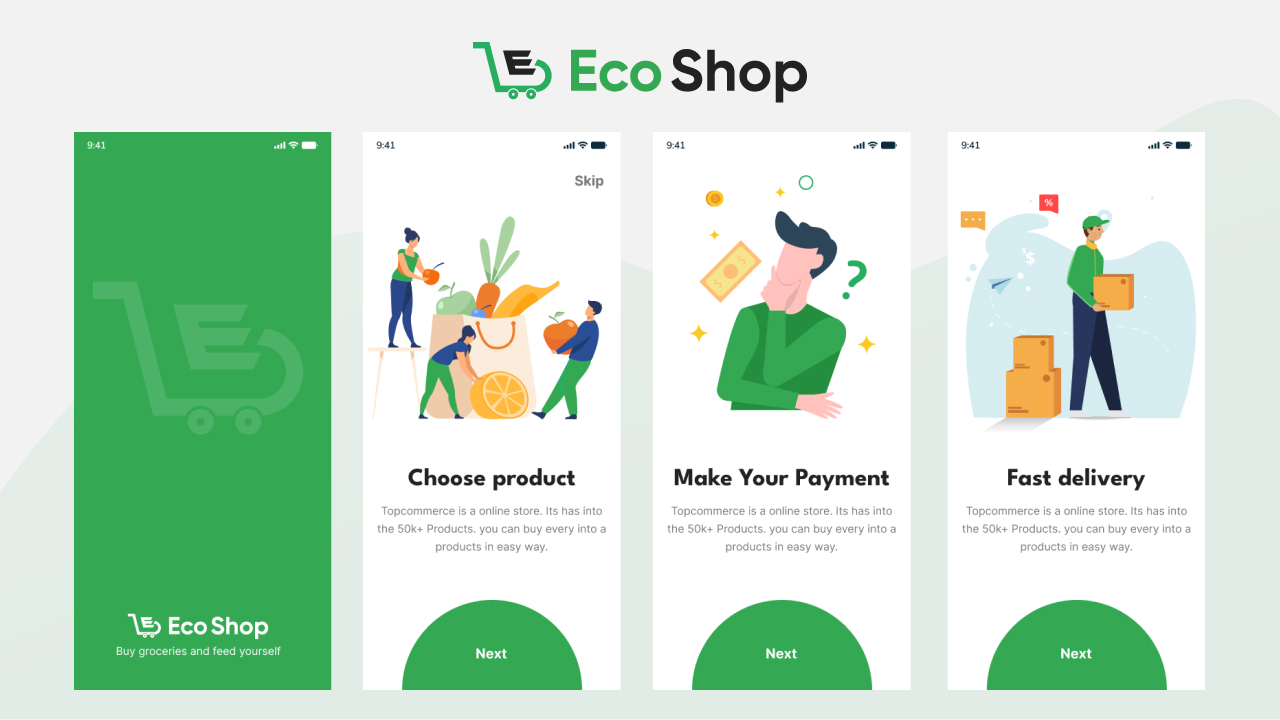 Eco Shop
9:41
Eco Shop
Buy groceries and feed yourself
9:41
Skip
Choose product
Topcommerce is a online store. Its has into
the 50k+ Products. you can buy every into a
products in easy way.
Next
9:41
$
$
$
?
Make Your Payment
Topcommerce is a online store. Its has into
the 50k+ Products. you can buy every into a
products in easy way.
Next
9:41
%
$
$
Fast delivery
Topcommerce is a online store. Its has into
the 50k+ Products. you can buy every into a
products in easy way.
Next